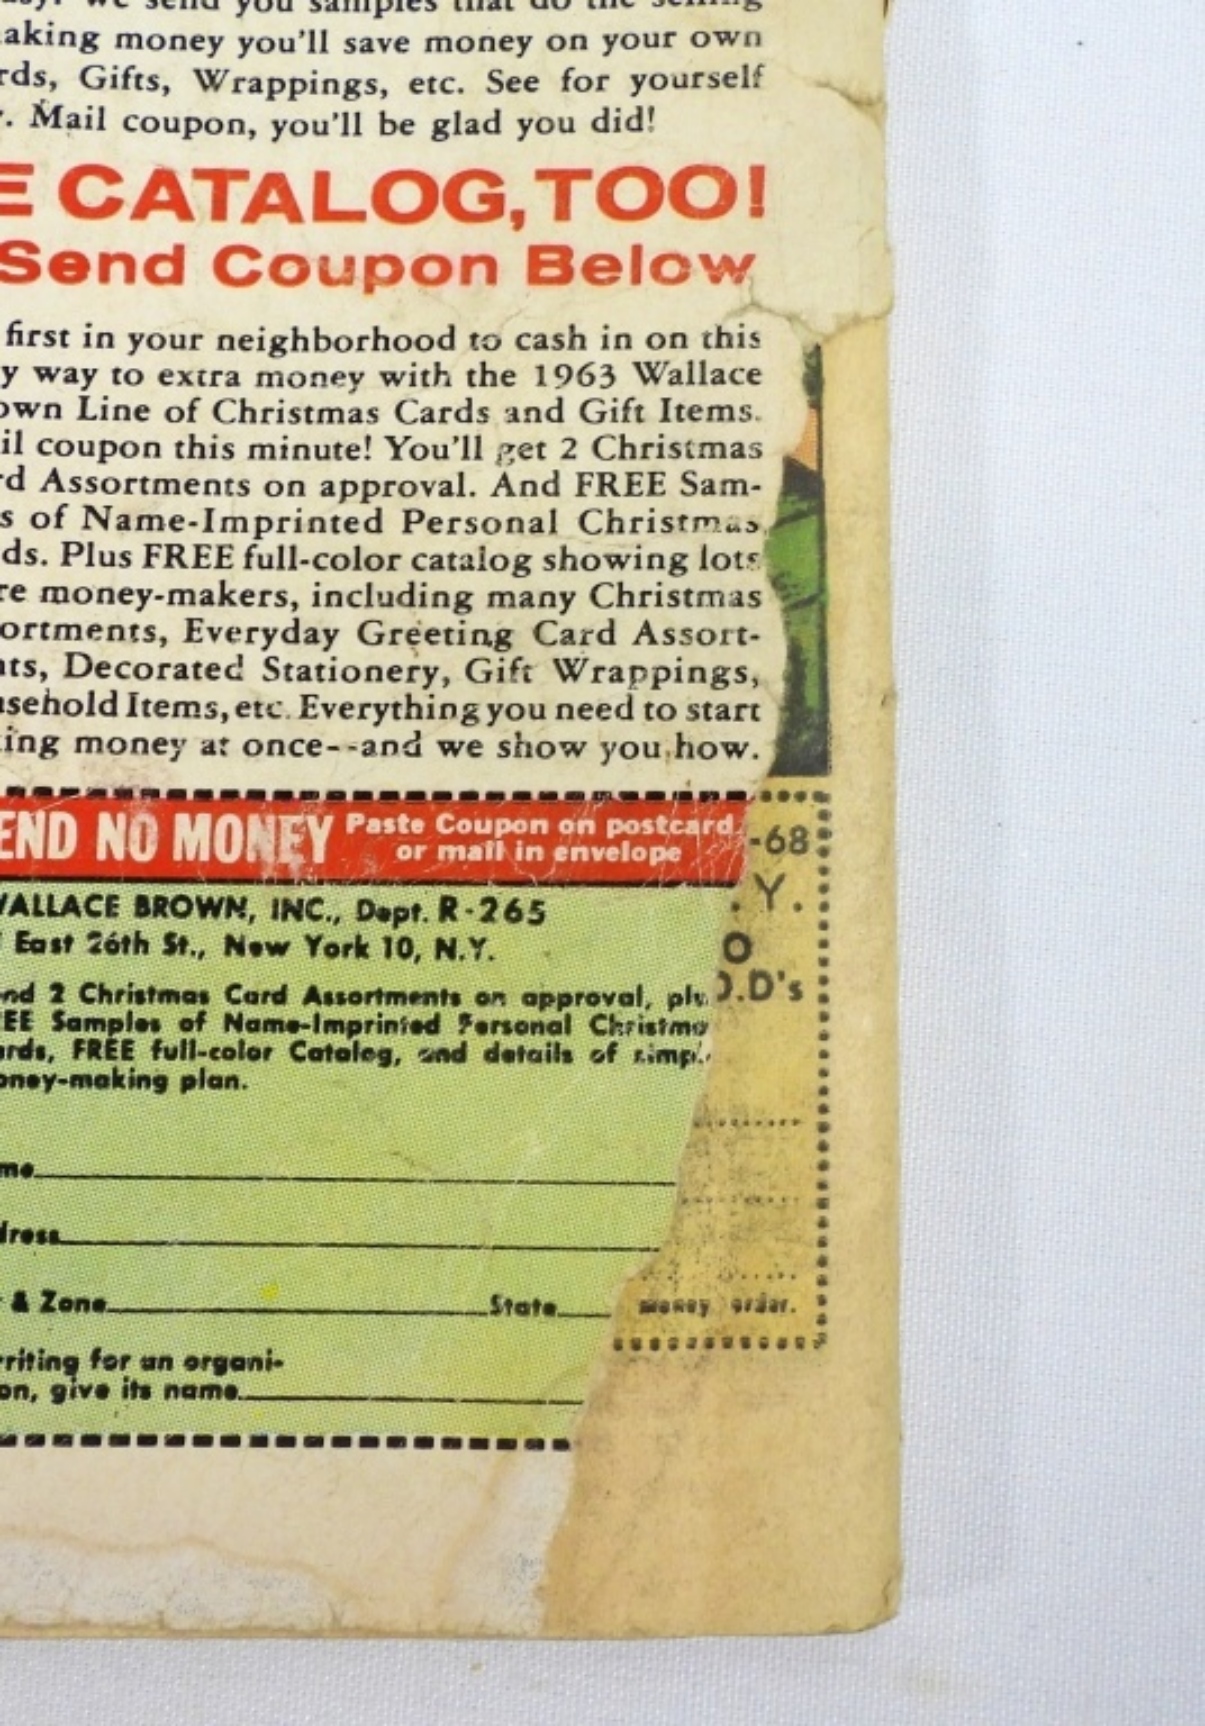 making money you'll save money on your own
rds, Gifts, Wrappings, etc. See for yourself
. Mail coupon, you'll be glad you did!
E CATALOG, TOO!
Send Coupon Below
first in your neighborhood to cash in on this
y way to extra money with the 1963 Wallace
own Line of Christmas Cards and Gift Items.
il coupon this minute! You'll get 2 Christmas
rd Assortments on approval. And FREE Sam-
s of Name-Imprinted Personal Christmas
ds. Plus FREE full-color catalog showing lots
re money-makers, including many Christmas
ortments, Everyday Greeting Card Assort-
nts, Decorated Stationery, Gift Wrappings,
usehold Items, etc. Everything you need to start
ing money at once--and we show you how.
END NO MONEY Paste Coupon on postcard
or mail in envelope
-68
WALLACE BROWN, INC., Dept. R-265
. Y.
East 26th St., New York 10, N.Y.
O
nd 2 Christmas Card Assortments on approval, plu
O.D's
EE Samples of Name-Imprinted Personal Christma
ards, FREE full-color Catalog, and details of simpl
oney-making plan.
me
dress
& Zone State
money order.
riting for an organi-
on, give its name